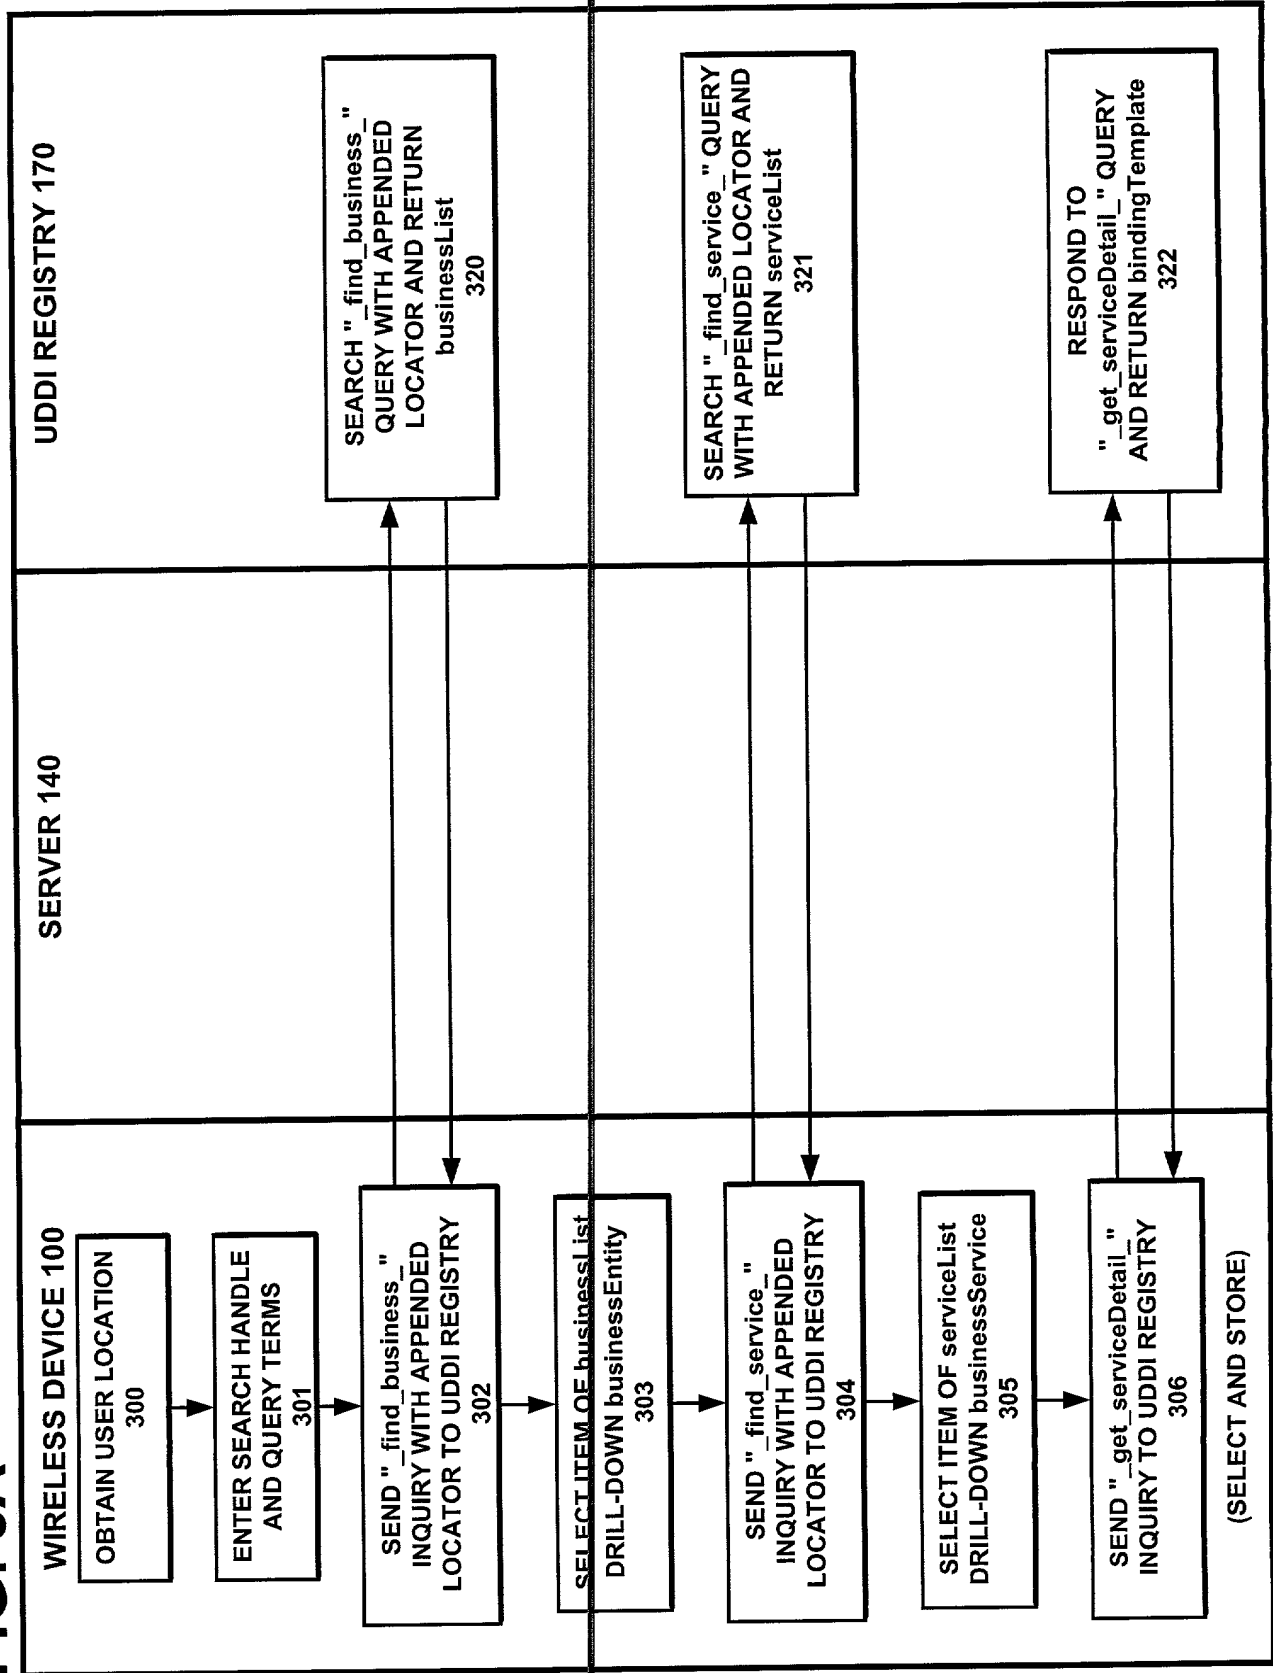 WIRELESS DEVICE 100
SERVER 140
UDDI REGISTRY 170
OBTAIN USER LOCATION
300
ENTER SEARCH HANDLE
AND QUERY TERMS
301
SEND "_find_business_"
INQUIRY WITH APPENDED
LOCATOR TO UDDI REGISTRY
302
SEARCH "_find_business_"
QUERY WITH APPENDED
LOCATOR AND RETURN
businessList
320
SELECT ITEM OF businessList
DRILL-DOWN businessEntity
303
SEND "_find_service_"
INQUIRY WITH APPENDED
LOCATOR TO UDDI REGISTRY
304
SEARCH "_find_service_" QUERY
WITH APPENDED LOCATOR AND
RETURN serviceList
321
SELECT ITEM OF serviceList
DRILL-DOWN businessService
305
SEND "_get_serviceDetail_"
INQUIRY TO UDDI REGISTRY
306
RESPOND TO
"_get_serviceDetail_" QUERY
AND RETURN bindingTemplate
322
(SELECT AND STORE)